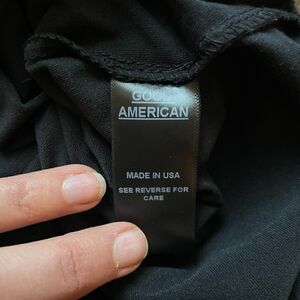 GOOD
AMERICAN
MADE IN USA
SEE REVERSE FOR
CARE